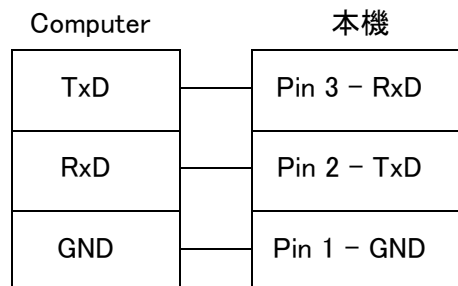 Computer 本機
TxD Pin 3 - RxD
RxD Pin 2 - TxD
GND Pin 1 - GND